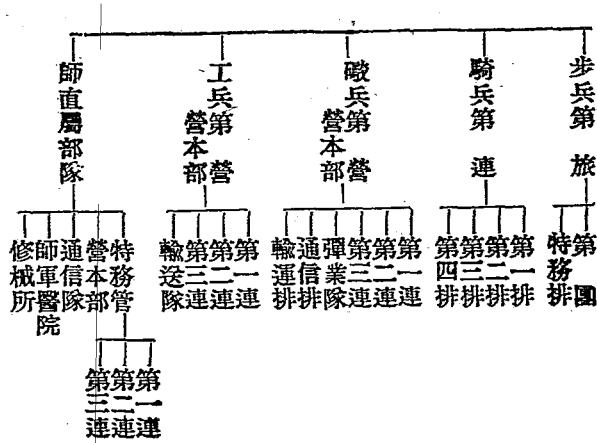 步兵第　旅
第　團
特務排
騎兵第　連
第一排
第二排
第三排
第四排
礮兵第　營
營本部
第一連
第二連
第三連
彈業隊
通信排
輸運排
工兵第　營
營本部
第一連
第二連
第三連
輸送隊
師直屬部隊
特務管
營本部
通信隊
師軍醫院
修械所
第一連
第二連
第三連